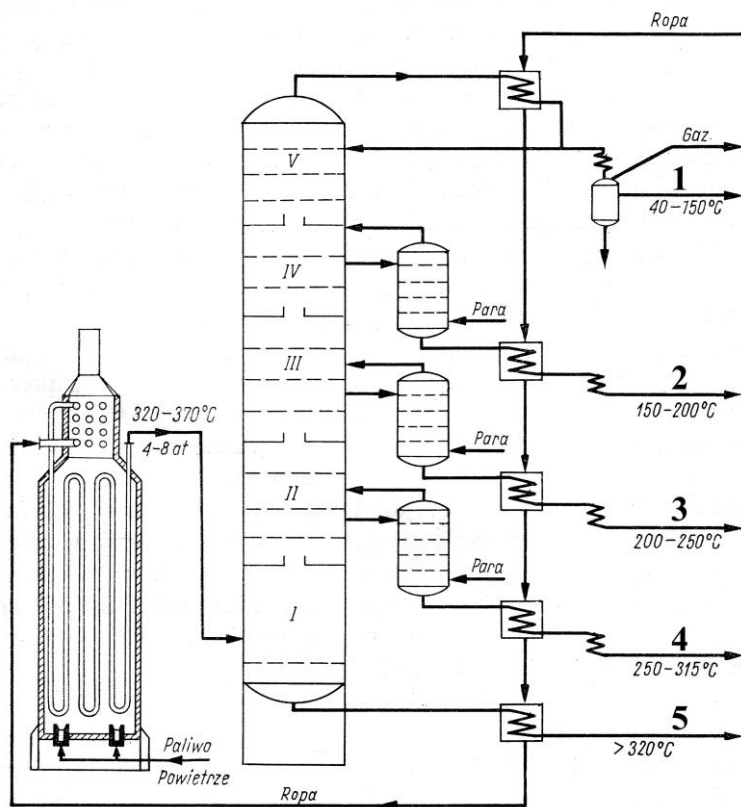 Ropa
Gaz
1
40-150°C
V
IV
Para
III
2
150-200°C
320-370°C
4-8 at
Para
II
3
200-250°C
Para
I
4
250-315°C
5
>320°C
Paliwo
Powietrze
Ropa